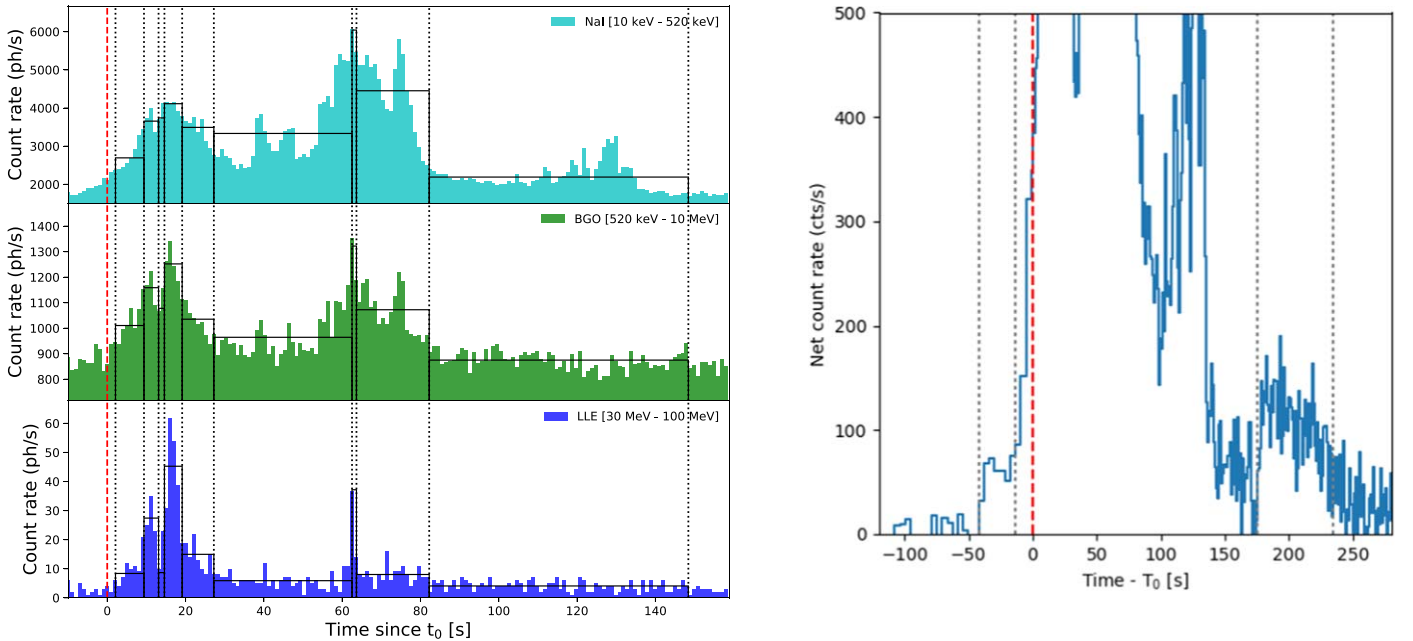 NaI [10 keV – 520 keV]
Count rate (ph/s)
6000
5000
4000
3000
2000
BGO [520 keV – 10 MeV]
Count rate (ph/s)
1400
1300
1200
1100
1000
900
800
LLE [30 MeV – 100 MeV]
Count rate (ph/s)
60
50
40
30
20
10
0
0 20 40 60 80 100 120 140
Time since t₀ [s]
Net count rate (cts/s)
500
400
300
200
100
0
−100 −50 0 50 100 150 200 250
Time - T₀ [s]